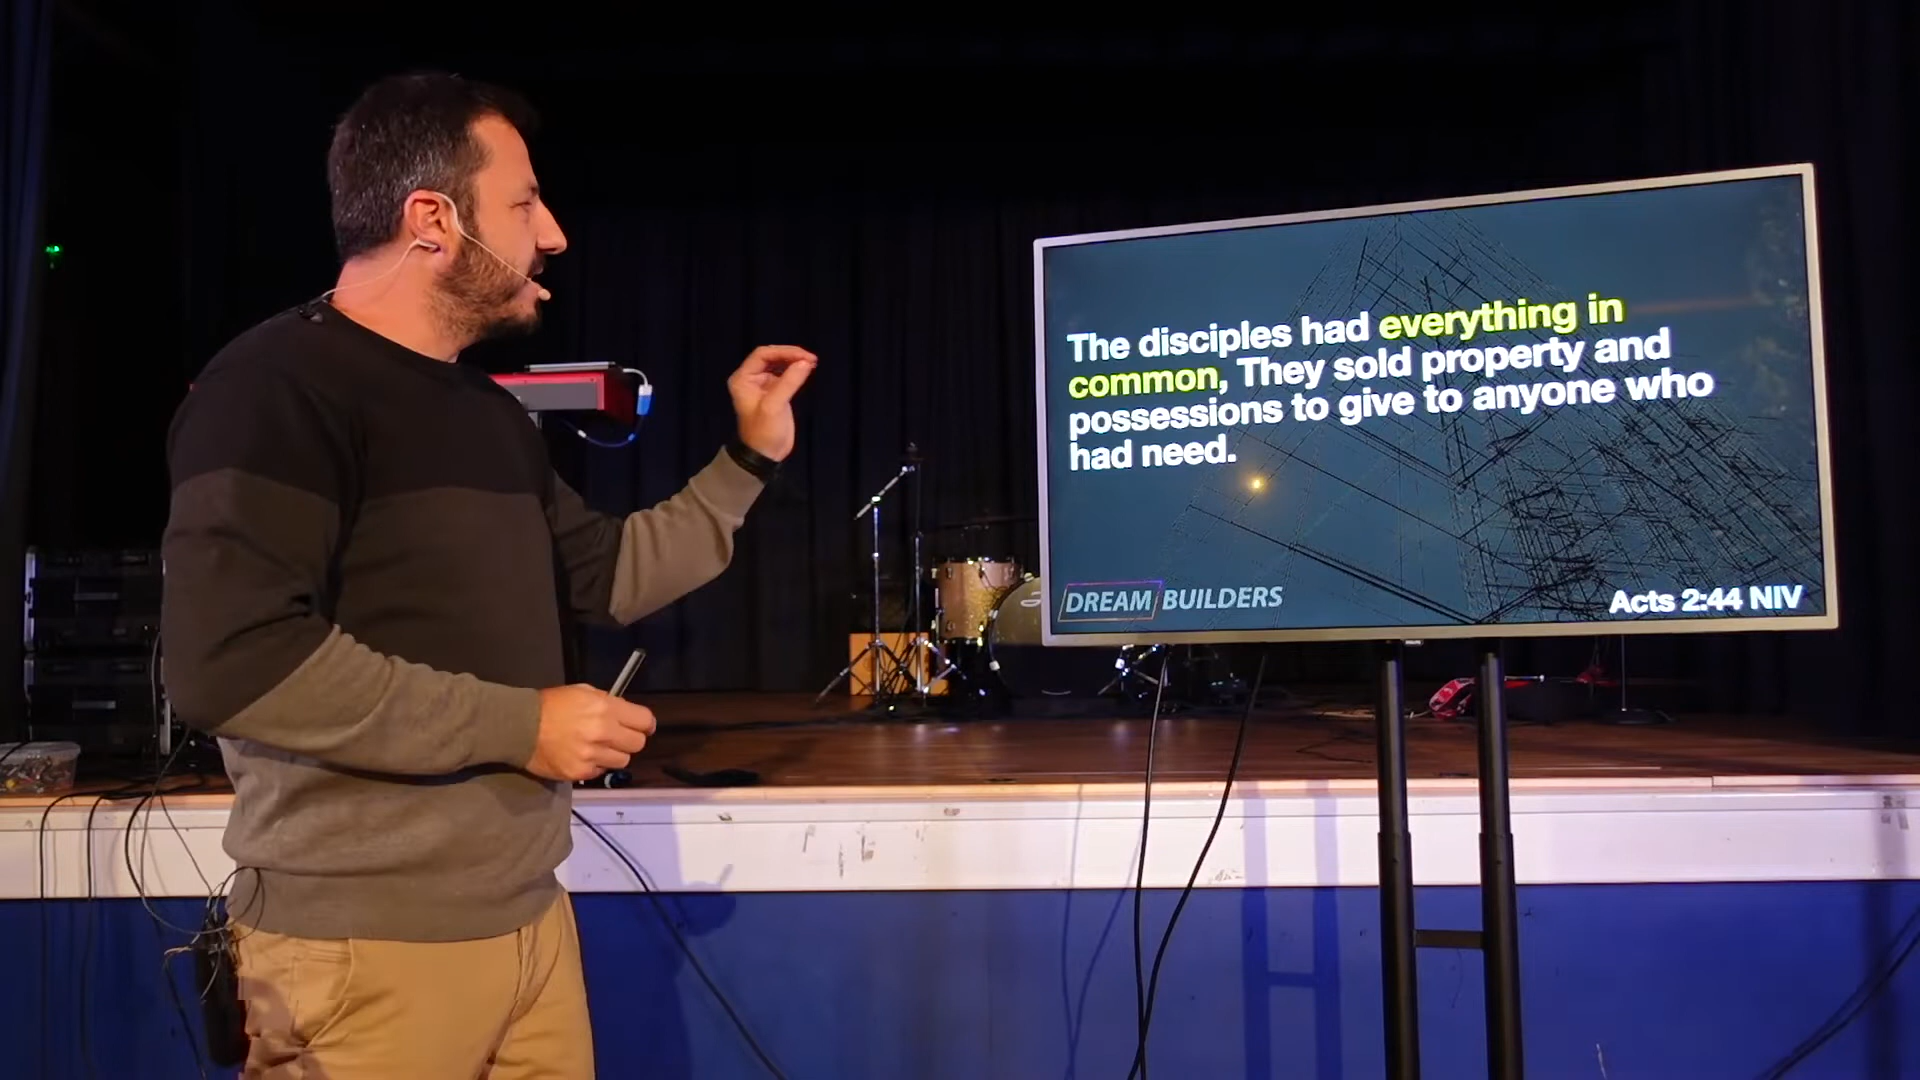 The disciples had everything in
common, They sold property and
possessions to give to anyone who
had need.
DREAM BUILDERS
Acts 2:44 NIV